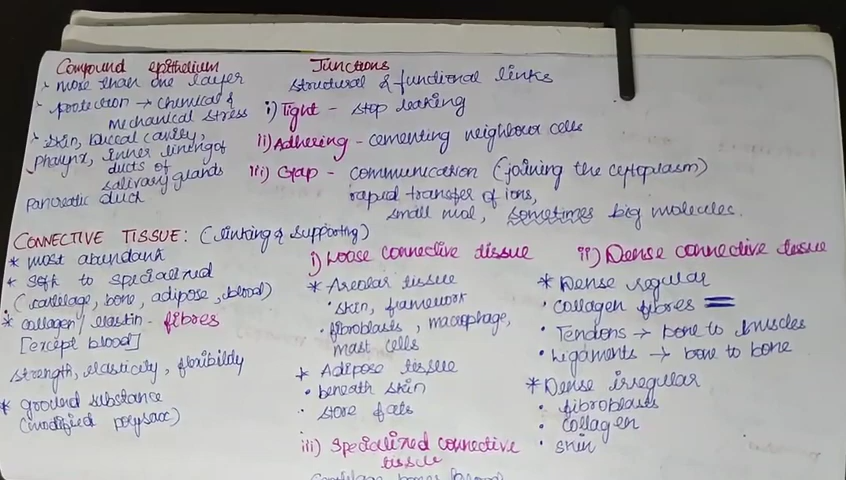 Compound epithelium
more than one layer
protection → chemical &
mechanical stress
skin, buccal cavity,
pharynx, inner lining of
ducts of
salivary glands
pancreatic duct
Junctions
structural & functional links
i) Tight - stop leaking
ii) Adhering - cementing neighbour cells
iii) Gap - communication (joining the cytoplasm)
rapid transfer of ions,
small mol, sometimes big molecules.
CONNECTIVE TISSUE: (linking & supporting)
* most abundant
* soft to specialized
(cartilage, bone, adipose, blood)
* collagen/elastin - fibres
[except blood]
strength, elasticity, flexibility
* ground substance
(modified polysacc)
i) Loose connective tissue
* Areolar tissue
• skin, framework
• fibroblasts, macrophage,
mast cells
* Adipose tissue
• beneath skin
• store fats
iii) Specialized connective
tissue
Cartilage bones blood
ii) Dense connective tissue
* Dense regular
• collagen fibres
• Tendons → bone to muscles
• Ligaments → bone to bone
* Dense irregular
• fibroblasts
• collagen
• skin